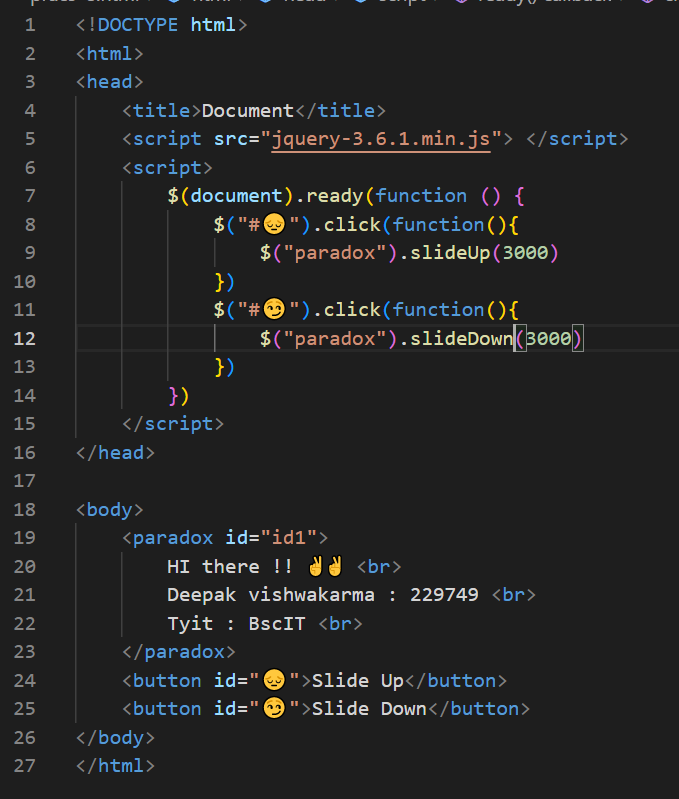 1 <!DOCTYPE html>
2 <html>
3 <head>
4     <title>Document</title>
5     <script src="jquery-3.6.1.min.js"> </script>
6     <script>
7         $(document).ready(function () {
8             $("#😔").click(function(){
9                 $("paradox").slideUp(3000)
10             })
11             $("#😏").click(function(){
12                 $("paradox").slideDown(3000)
13             })
14         })
15     </script>
16 </head>
17
18 <body>
19     <paradox id="id1">
20         HI there !! ✌✌ <br>
21         Deepak vishwakarma : 229749 <br>
22         Tyit : BscIT <br>
23     </paradox>
24     <button id="😔">Slide Up</button>
25     <button id="😏">Slide Down</button>
26 </body>
27 </html>